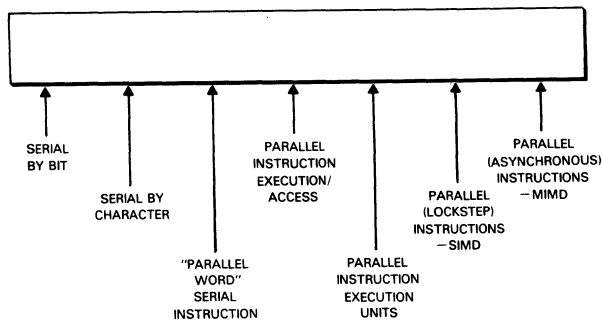 SERIAL
BY BIT
SERIAL BY
CHARACTER
"PARALLEL
WORD"
SERIAL
INSTRUCTION
PARALLEL
INSTRUCTION
EXECUTION/
ACCESS
PARALLEL
INSTRUCTION
EXECUTION
UNITS
PARALLEL
(LOCKSTEP)
INSTRUCTIONS
—SIMD
PARALLEL
(ASYNCHRONOUS)
INSTRUCTIONS
—MIMD